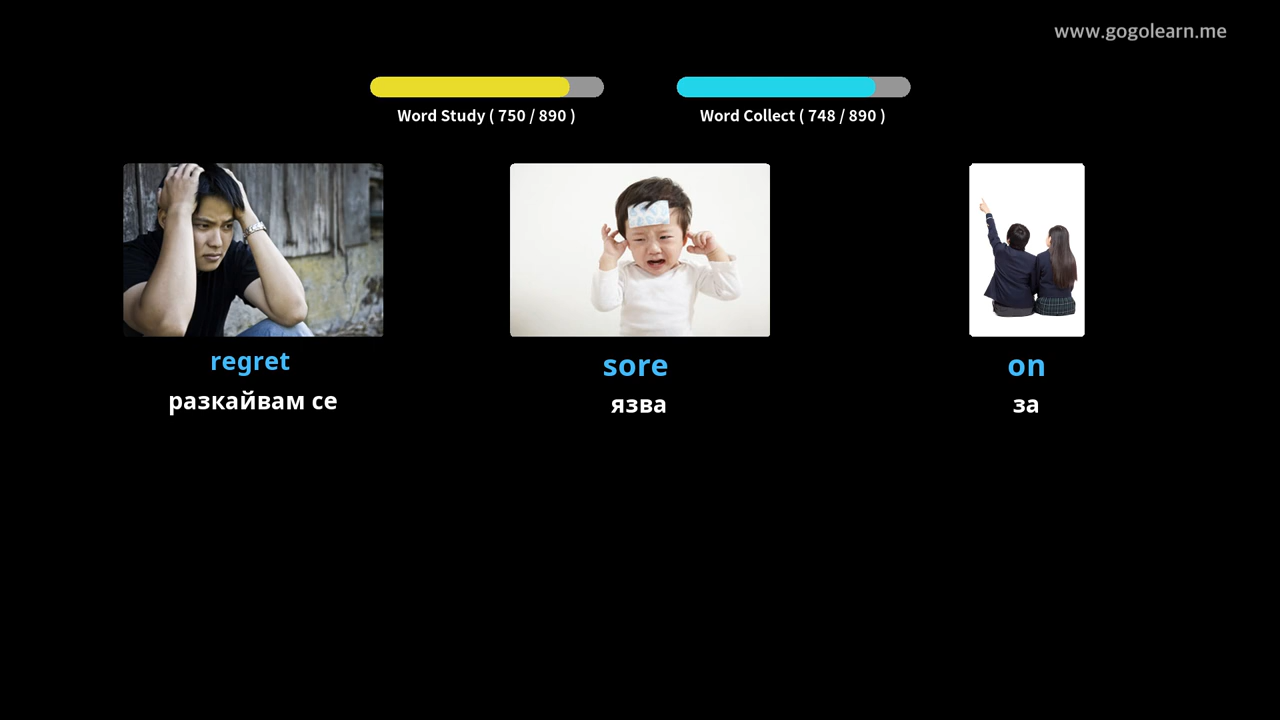 www.gogolearn.me
Word Study ( 750 / 890 )
Word Collect ( 748 / 890 )
regret
разкайвам се
sore
язва
on
за